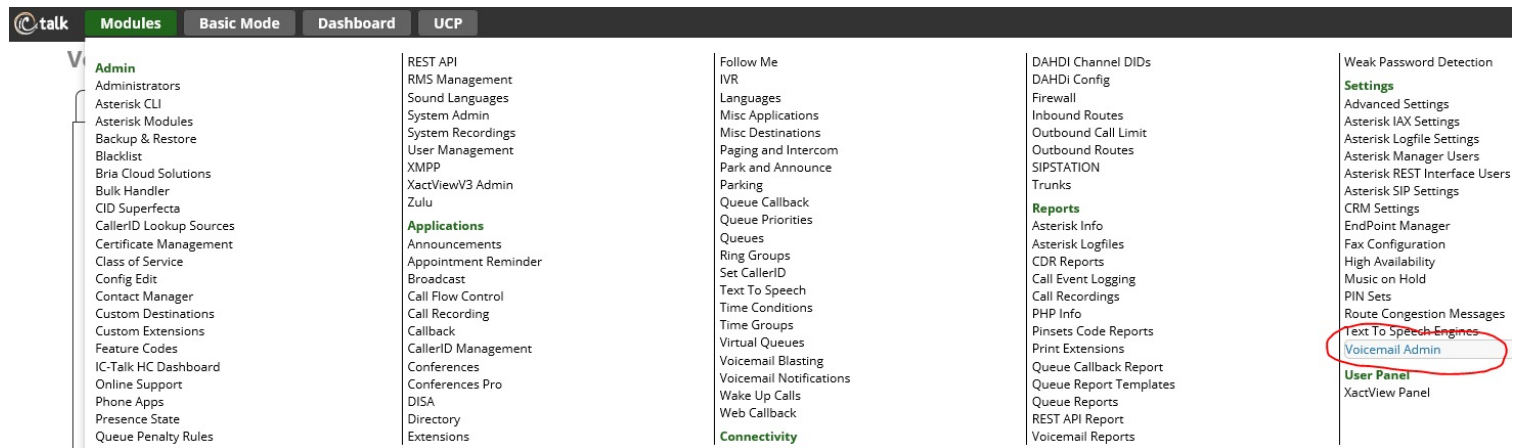 talk
Modules
Basic Mode
Dashboard
UCP
Admin
Administrators
Asterisk CLI
Asterisk Modules
Backup & Restore
Blacklist
Bria Cloud Solutions
Bulk Handler
CID Superfecta
CallerID Lookup Sources
Certificate Management
Class of Service
Config Edit
Contact Manager
Custom Destinations
Custom Extensions
Feature Codes
IC-Talk HC Dashboard
Online Support
Phone Apps
Presence State
Queue Penalty Rules
REST API
RMS Management
Sound Languages
System Admin
System Recordings
User Management
XMPP
XactViewV3 Admin
Zulu
Applications
Announcements
Appointment Reminder
Broadcast
Call Flow Control
Call Recording
Callback
CallerID Management
Conferences
Conferences Pro
DISA
Directory
Extensions
Follow Me
IVR
Languages
Misc Applications
Misc Destinations
Paging and Intercom
Park and Announce
Parking
Queue Callback
Queue Priorities
Queues
Ring Groups
Set CallerID
Text To Speech
Time Conditions
Time Groups
Virtual Queues
Voicemail Blasting
Voicemail Notifications
Wake Up Calls
Web Callback
Connectivity
DAHDI Channel DIDs
DAHDi Config
Firewall
Inbound Routes
Outbound Call Limit
Outbound Routes
SIPSTATION
Trunks
Reports
Asterisk Info
Asterisk Logfiles
CDR Reports
Call Event Logging
Call Recordings
PHP Info
Pinsets Code Reports
Print Extensions
Queue Callback Report
Queue Report Templates
Queue Reports
REST API Report
Voicemail Reports
Weak Password Detection
Settings
Advanced Settings
Asterisk IAX Settings
Asterisk Logfile Settings
Asterisk Manager Users
Asterisk REST Interface Users
Asterisk SIP Settings
CRM Settings
EndPoint Manager
Fax Configuration
High Availability
Music on Hold
PIN Sets
Route Congestion Messages
Text To Speech Engines
Voicemail Admin
User Panel
XactView Panel